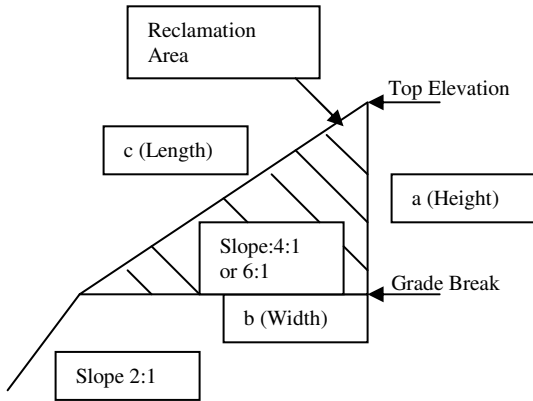 Reclamation
Area
Top Elevation
c (Length)
a (Height)
Slope:4:1
or 6:1
Grade Break
b (Width)
Slope 2:1